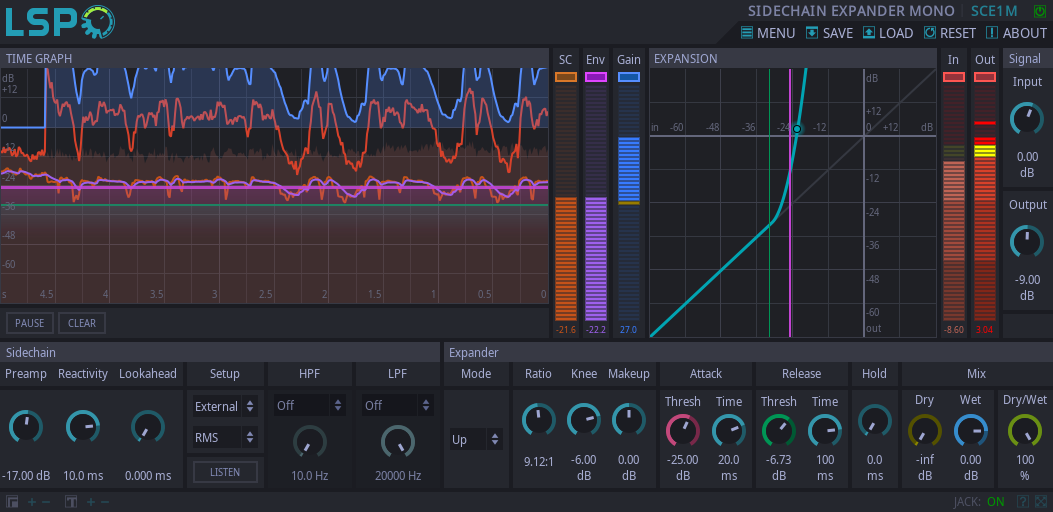 LSP
SIDECHAIN EXPANDER MONO SCE1M
MENU SAVE LOAD RESET ABOUT
TIME GRAPH
SC Env Gain
EXPANSION
In Out
Signal
dB
+12
0
-12
-24
-36
-48
-60
s 4.5 4 3.5 3 2.5 2 1.5 1 0.5 0
-21.6 -22.2 27.0
dB
+12
in -60 -48 -36 -24 -12 0 +12 dB
-12
-24
-36
-48
-60
out
-8.60 3.04
Input
0.00
dB
Output
-9.00
dB
PAUSE CLEAR
Sidechain
Expander
Preamp Reactivity Lookahead Setup HPF LPF
Mode Ratio Knee Makeup Attack Release Hold Mix
External Off Off
RMS
LISTEN
-17.00 dB 10.0 ms 0.000 ms 10.0 Hz 20000 Hz
Up
Thresh Time Thresh Time
Dry Wet Dry/Wet
9.12:1 -6.00 dB 0.00 dB
-25.00 dB 20.0 ms -6.73 dB 100 ms
0.0 ms
-inf dB 0.00 dB 100 %
JACK: ON